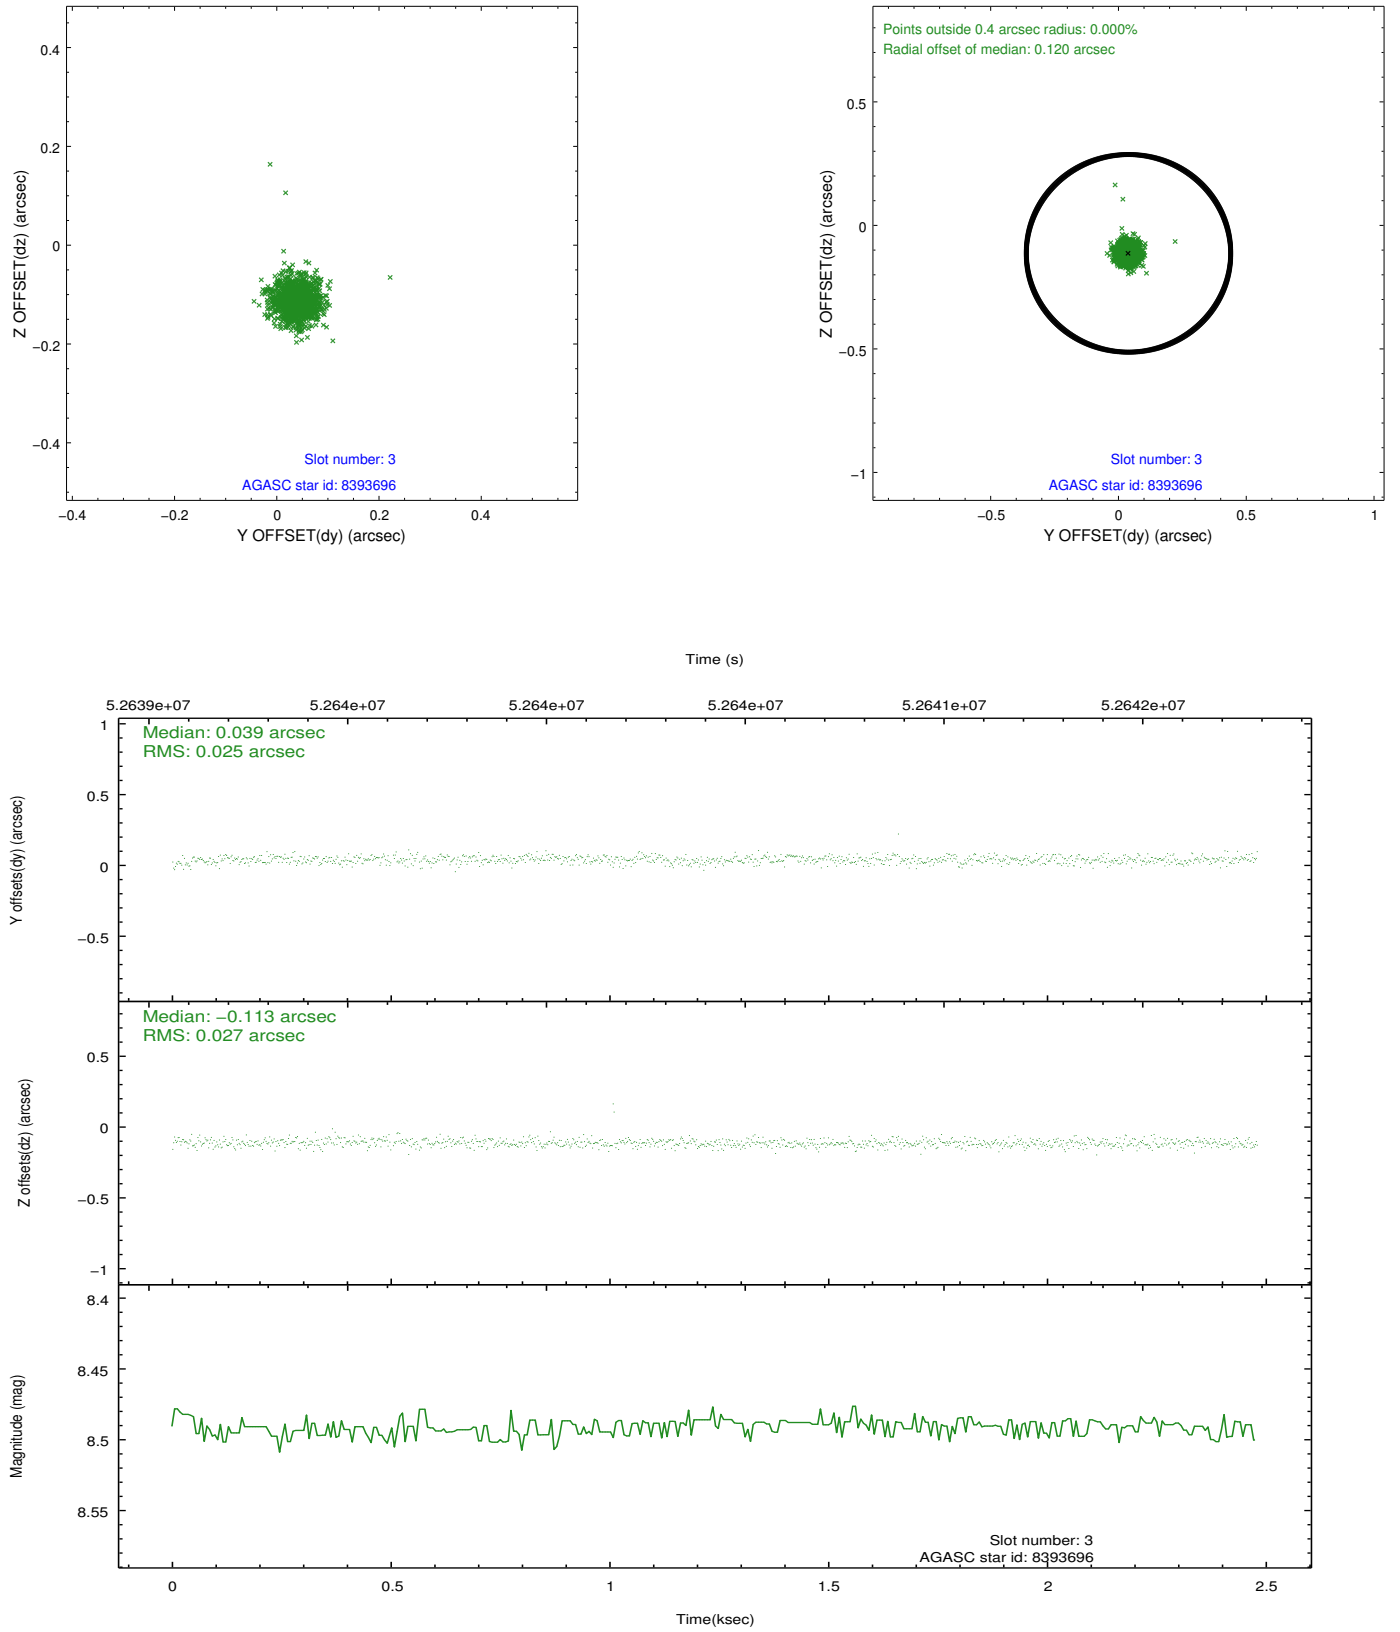 0.4
0.2
0
−0.2
−0.4
Z OFFSET(dz) (arcsec)
Slot number: 3
AGASC star id: 8393696
−0.4 −0.2 0 0.2 0.4
Y OFFSET(dy) (arcsec)
Points outside 0.4 arcsec radius: 0.000%
Radial offset of median: 0.120 arcsec
0.5
0
−0.5
−1
Z OFFSET(dz) (arcsec)
Slot number: 3
AGASC star id: 8393696
−0.5 0 0.5 1
Y OFFSET(dy) (arcsec)
Time (s)
5.2639e+07 5.264e+07 5.264e+07 5.264e+07 5.2641e+07 5.2642e+07
Median: 0.039 arcsec
RMS: 0.025 arcsec
1
0.5
0
−0.5
Y offsets(dy) (arcsec)
Median: −0.113 arcsec
RMS: 0.027 arcsec
0.5
0
−0.5
−1
Z offsets(dz) (arcsec)
8.4
8.45
8.5
8.55
Magnitude (mag)
Slot number: 3
AGASC star id: 8393696
0 0.5 1 1.5 2 2.5
Time(ksec)